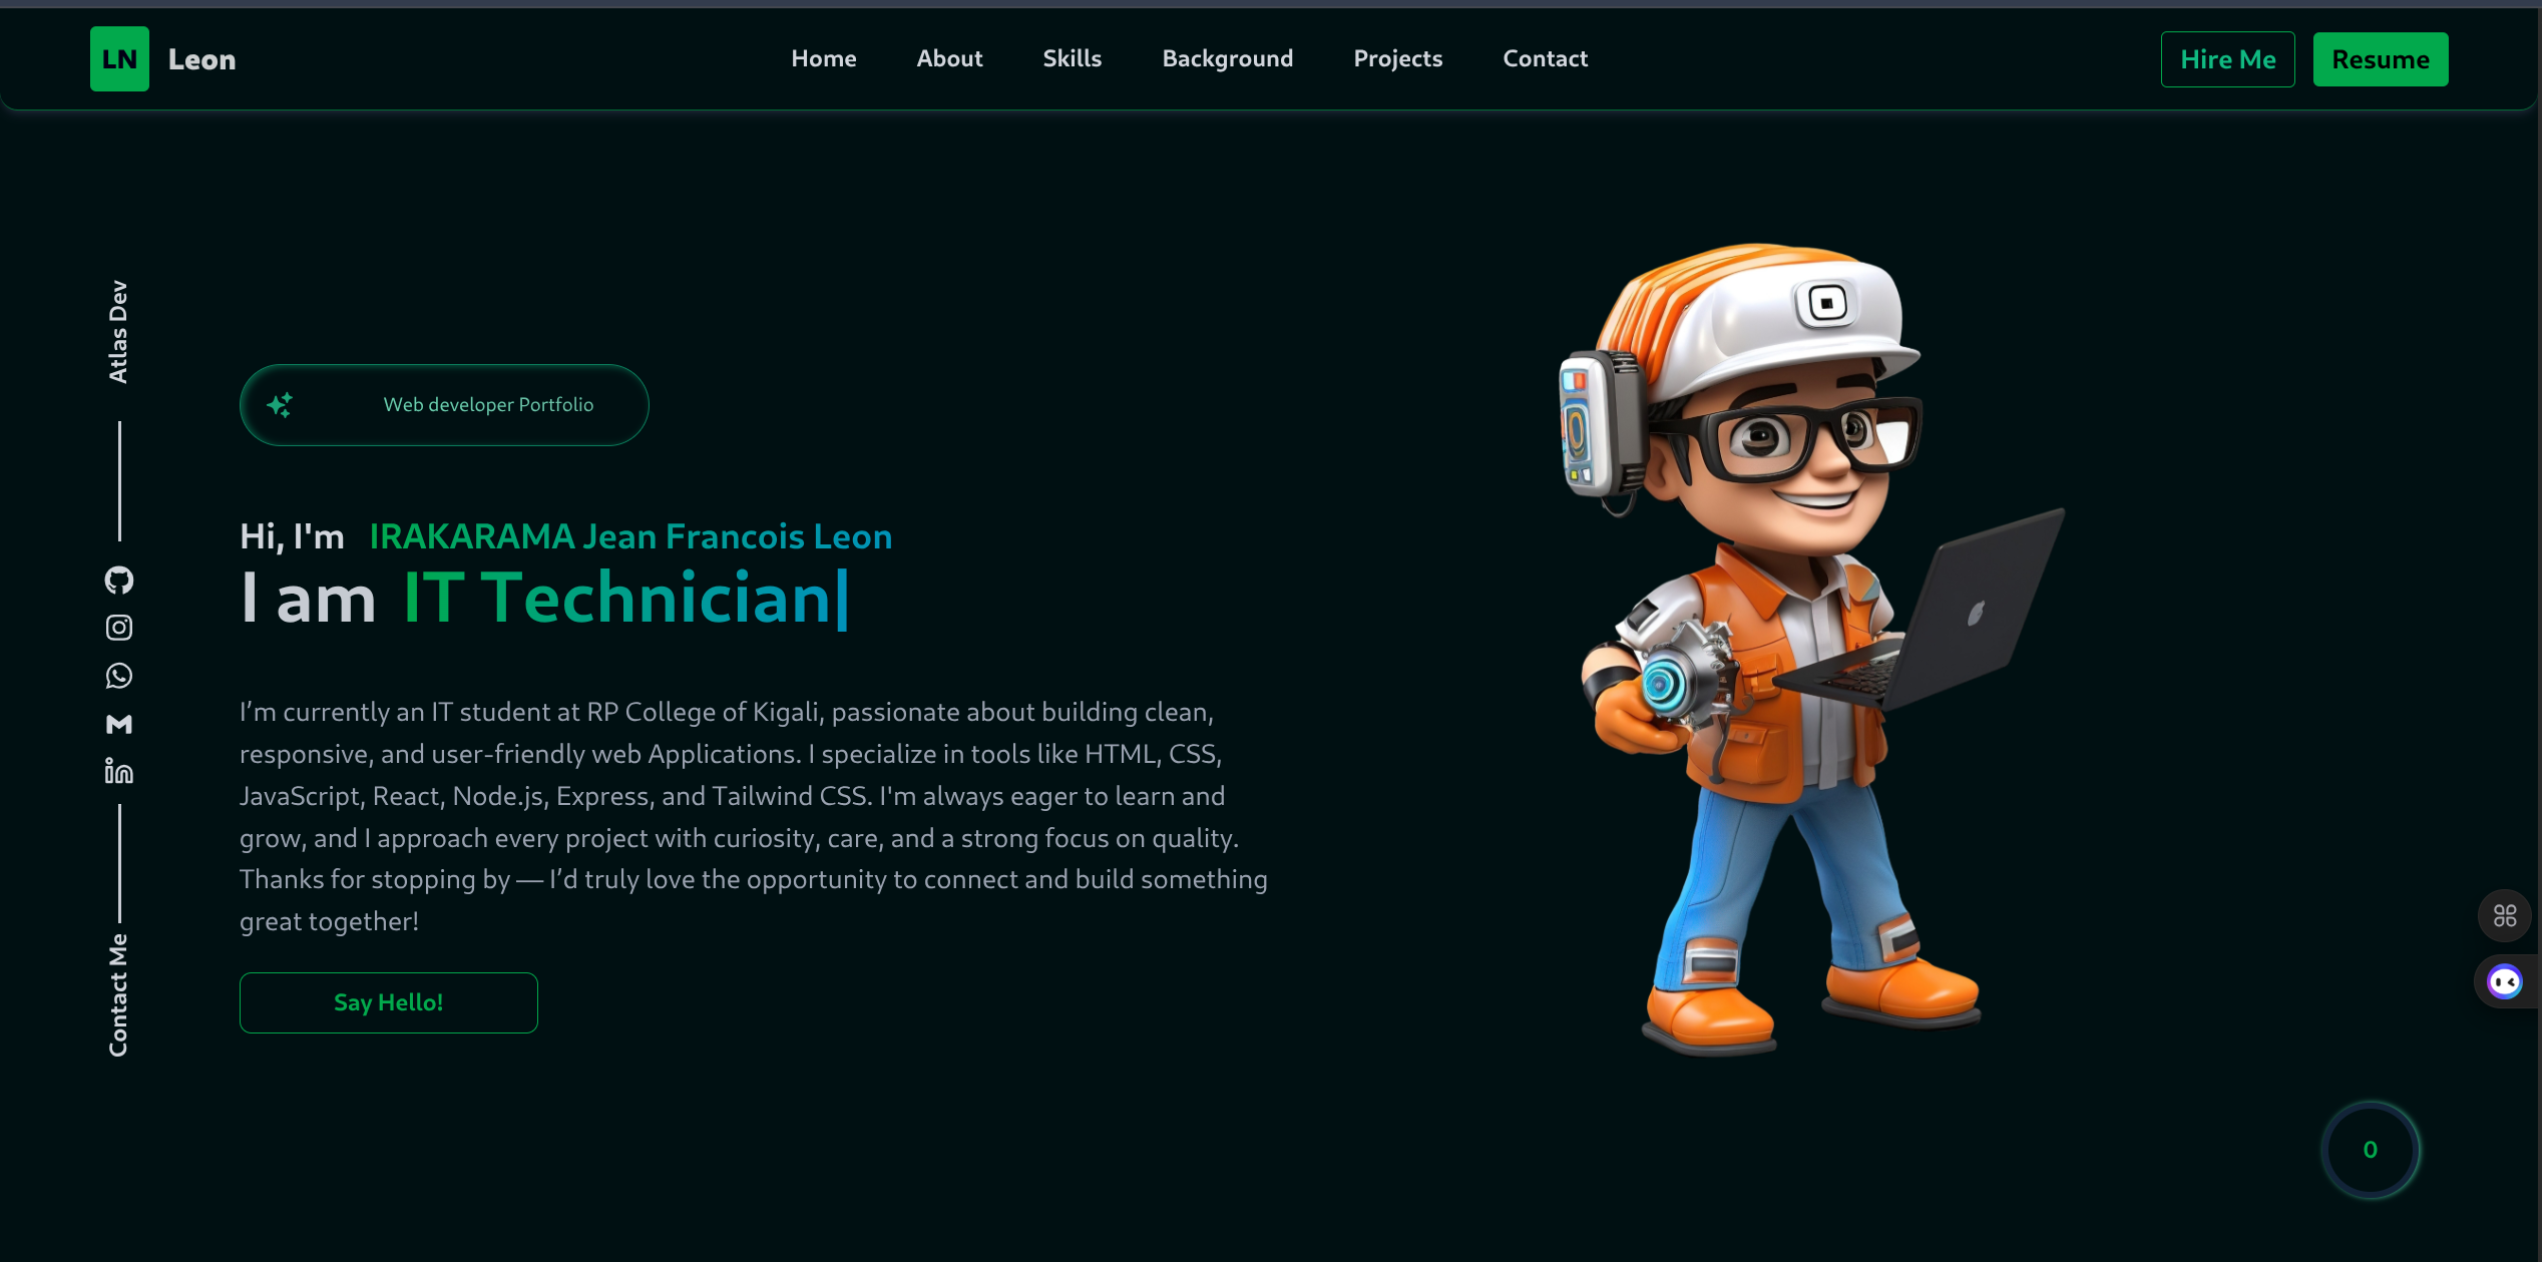 LN Leon Home About Skills Background Projects Contact Hire Me Resume
Atlas Dev
Web developer Portfolio
Hi, I'm IRAKARAMA Jean Francois Leon
I am IT Technician|
I’m currently an IT student at RP College of Kigali, passionate about building clean,
responsive, and user-friendly web Applications. I specialize in tools like HTML, CSS,
JavaScript, React, Node.js, Express, and Tailwind CSS. I'm always eager to learn and
grow, and I approach every project with curiosity, care, and a strong focus on quality.
Thanks for stopping by — I’d truly love the opportunity to connect and build something
great together!
Say Hello!
Contact Me
0